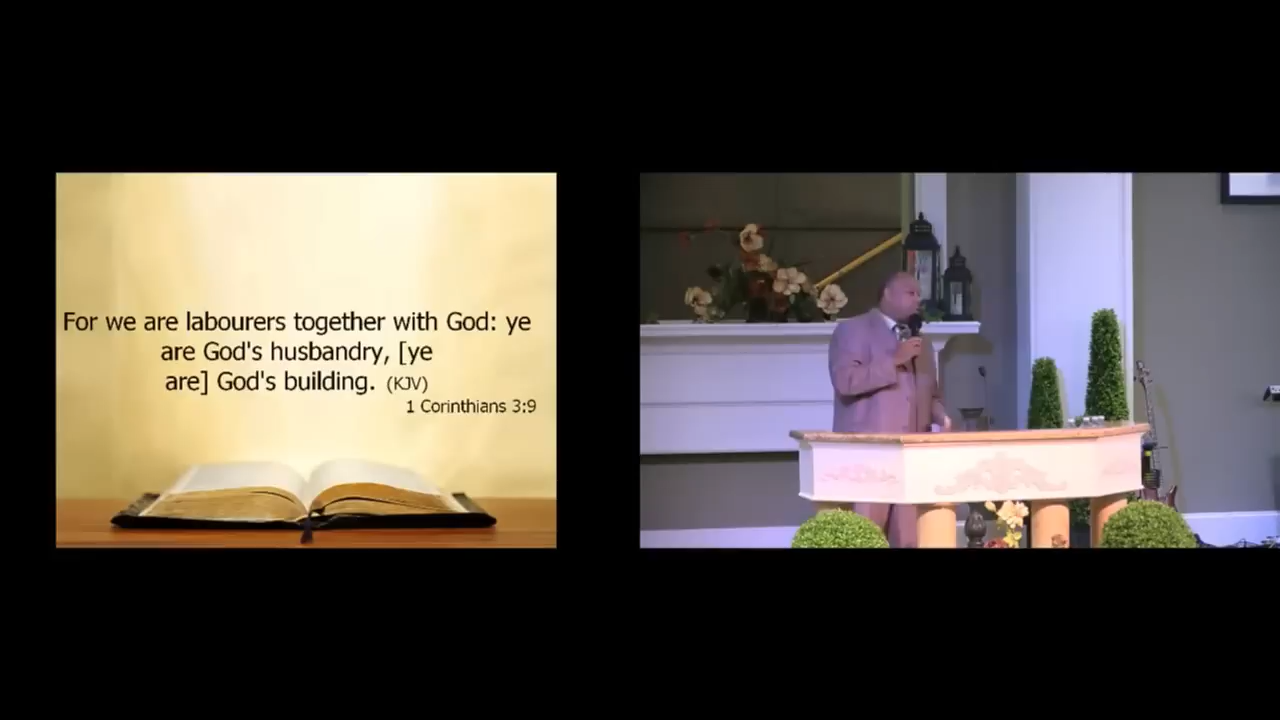 For we are labourers together with God: ye
are God's husbandry, [ye
are] God's building. (KJV)
1 Corinthians 3:9